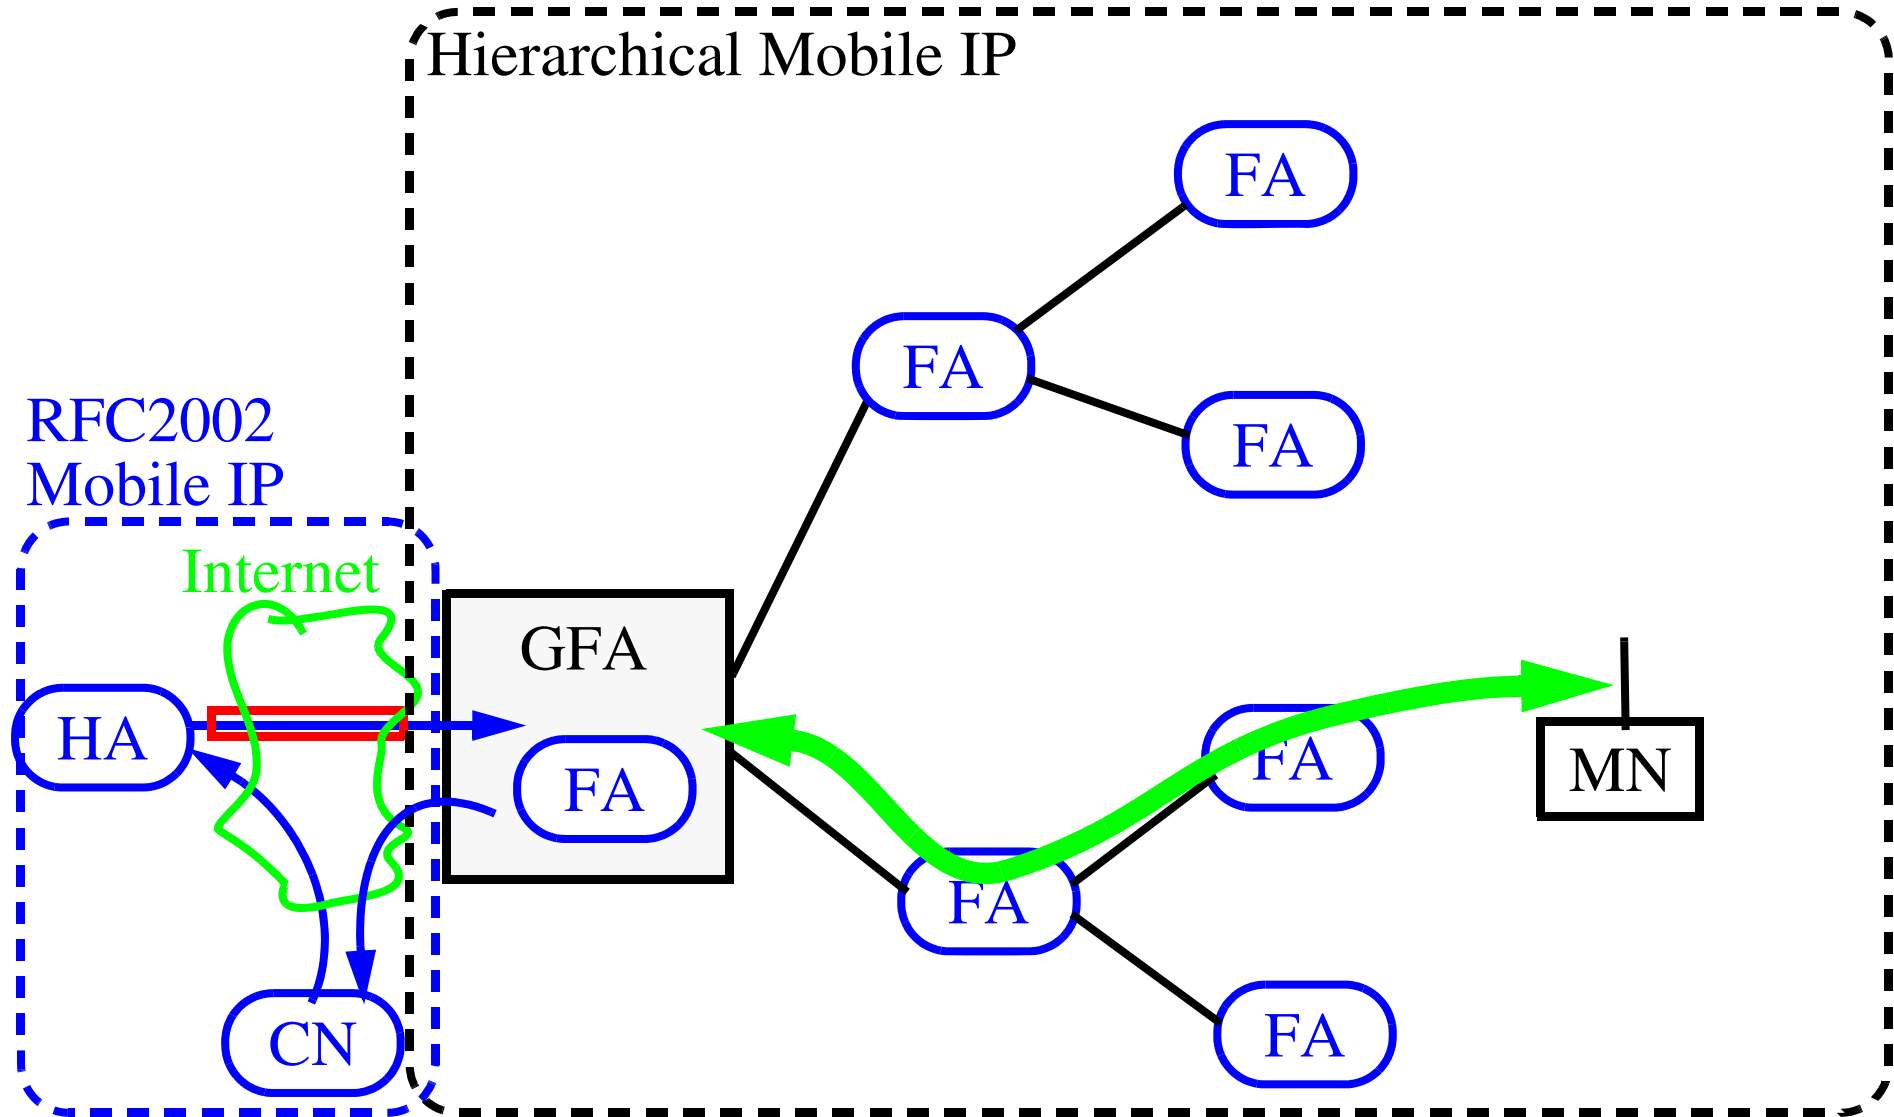 Hierarchical Mobile IP
FA
FA
FA
RFC2002
Mobile IP
Internet
GFA
HA
FA
FA
MN
FA
CN
FA